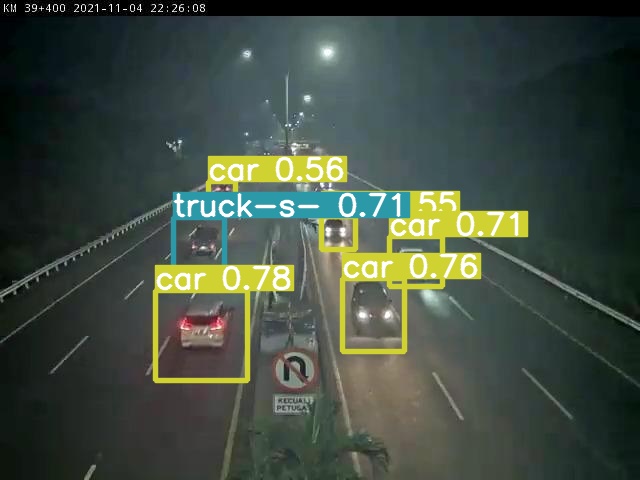 KM 39+400 2021-11-04 22:26:08
car 0.56
truck-s- 0.71
55
car 0.71
car 0.78
car 0.76
KECUALI
PETUGAS